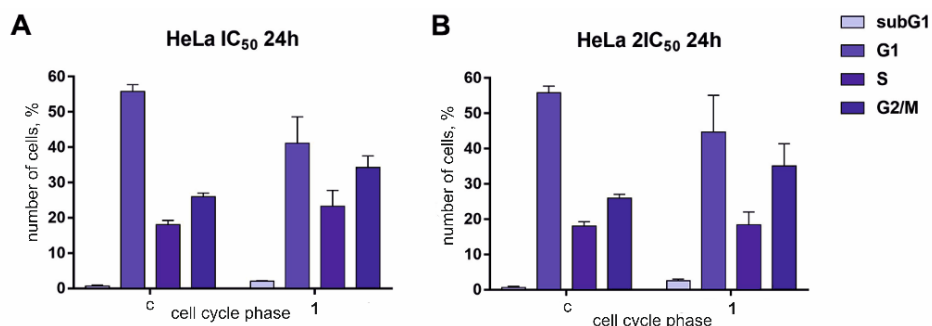 A
HeLa IC₅₀ 24h
number of cells, %
60
50
40
30
20
10
0
c
1
cell cycle phase
B
HeLa 2IC₅₀ 24h
number of cells, %
60
50
40
30
20
10
0
c
1
cell cycle phase
subG1
G1
S
G2/M